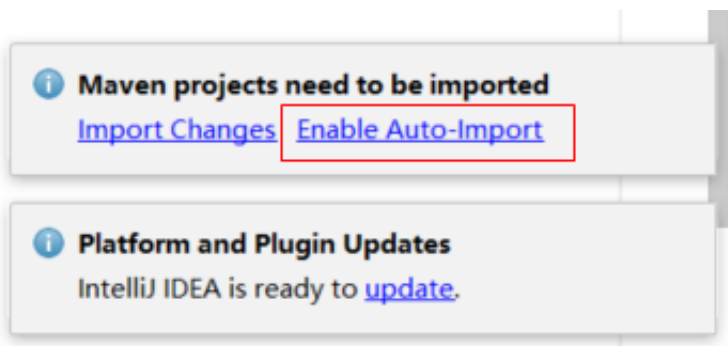 Maven projects need to be imported
Import Changes Enable Auto-Import
Platform and Plugin Updates
IntelliJ IDEA is ready to update.